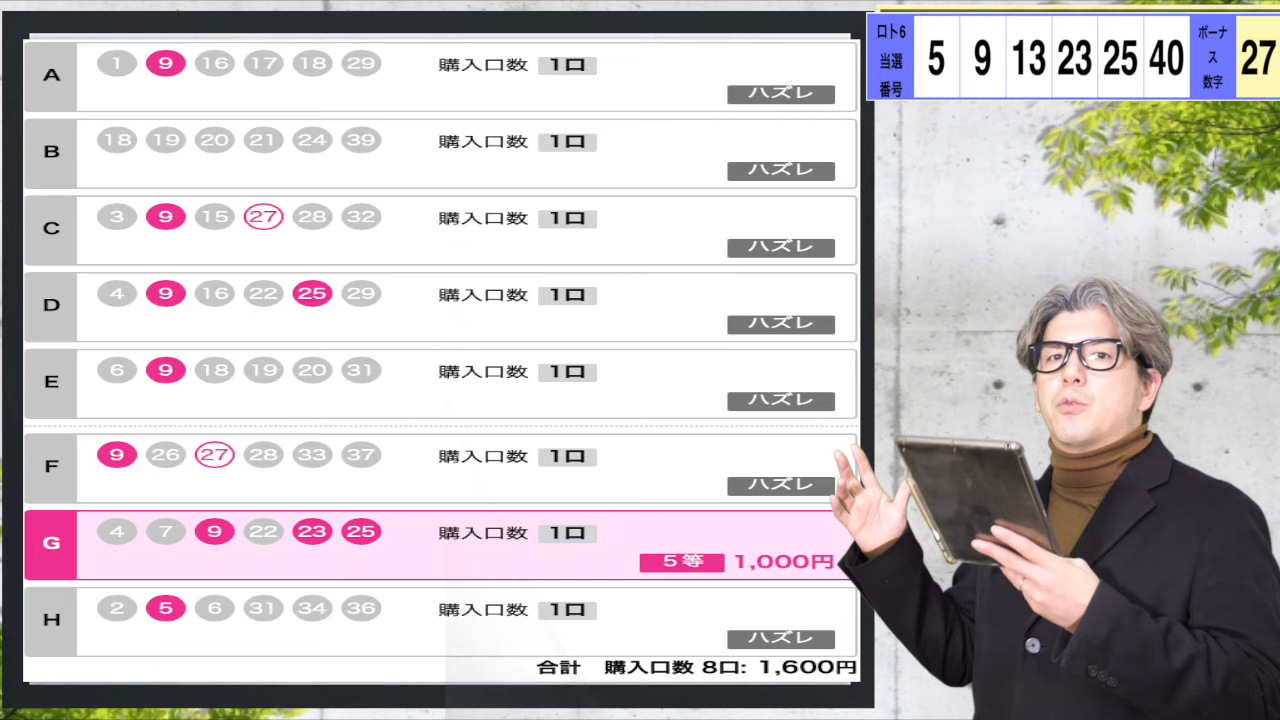 A 1 9 16 17 18 29 購入口数 1口
ハズレ
B 18 19 20 21 24 39 購入口数 1口
ハズレ
C 3 9 15 27 28 32 購入口数 1口
ハズレ
D 4 9 16 22 25 29 購入口数 1口
ハズレ
E 6 9 18 19 20 31 購入口数 1口
ハズレ
F 9 26 27 28 33 37 購入口数 1口
ハズレ
G 4 7 9 22 23 25 購入口数 1口
5等 1,000円
H 2 5 6 31 34 36 購入口数 1口
ハズレ
合計 購入口数 8口: 1,600円
ロト6
当選
番号
5 9 13 23 25 40
ボーナ
ス
数字
27